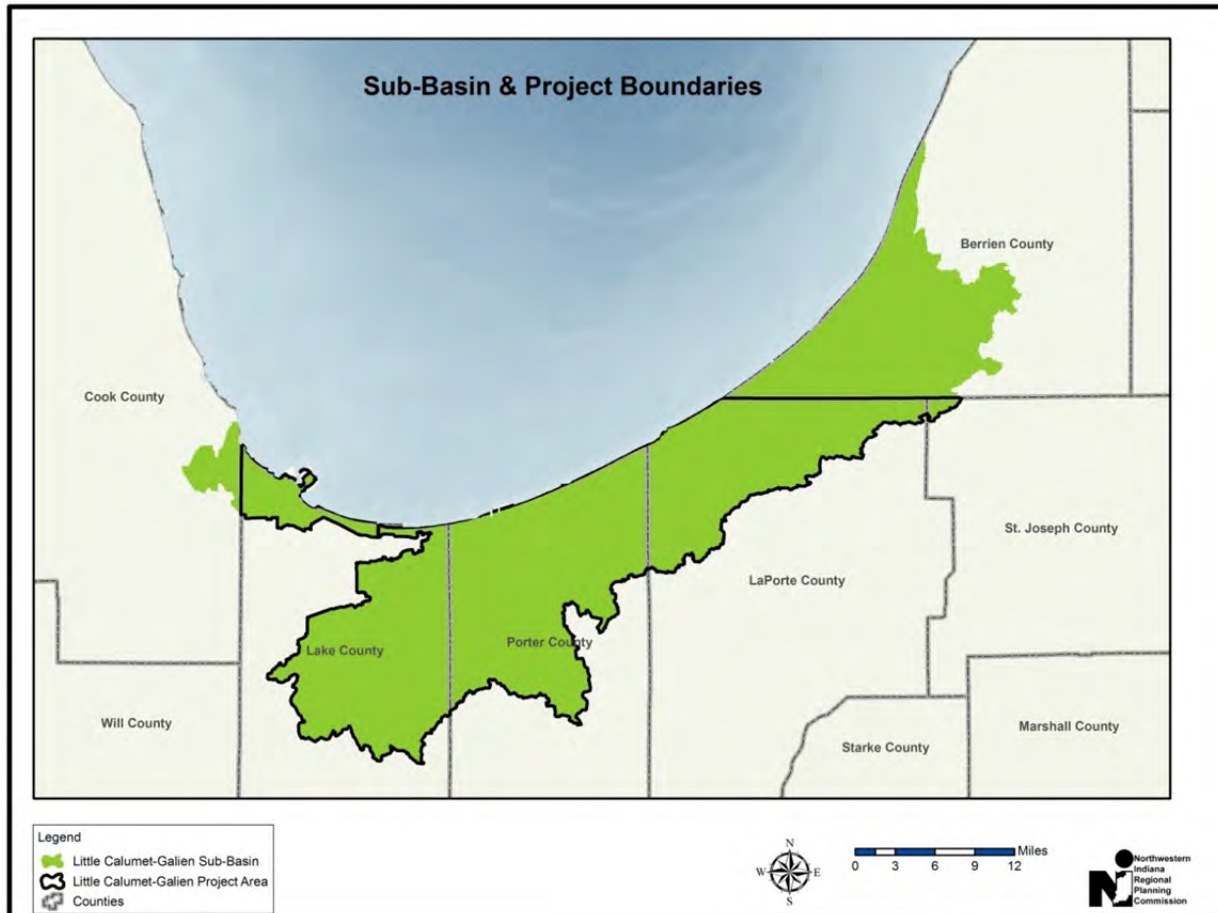 Sub-Basin & Project Boundaries
Berrien County
Cook County
St. Joseph County
LaPorte County
Lake County
Porter County
Will County
Starke County
Marshall County
Legend
Little Calumet-Galien Sub-Basin
Little Calumet-Galien Project Area
Counties
N
W
E
S
Miles
0 3 6 9 12
Northwestern
Indiana
Regional
Planning
Commission